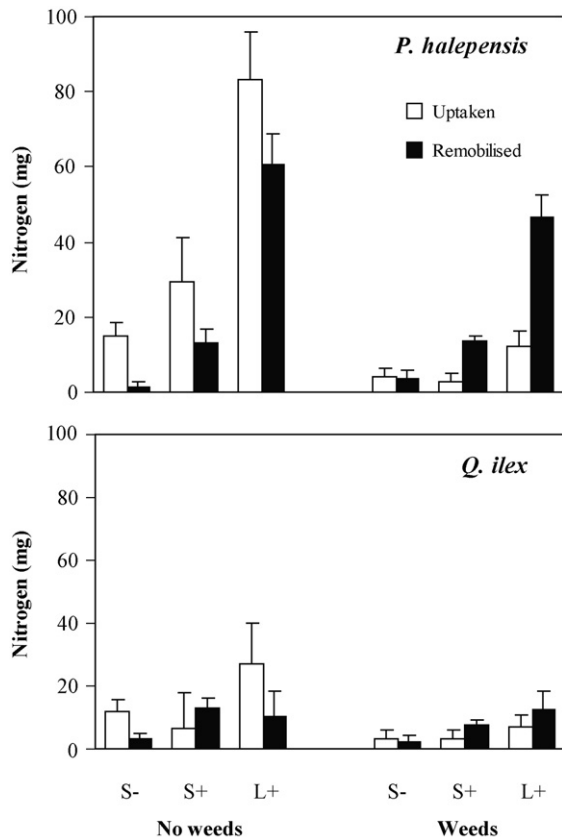 P. halepensis
Uptaken
Remobilised
Nitrogen (mg)
100
80
60
40
20
0
Q. ilex
Nitrogen (mg)
100
80
60
40
20
0
S- S+ L+ S- S+ L+
No weeds Weeds